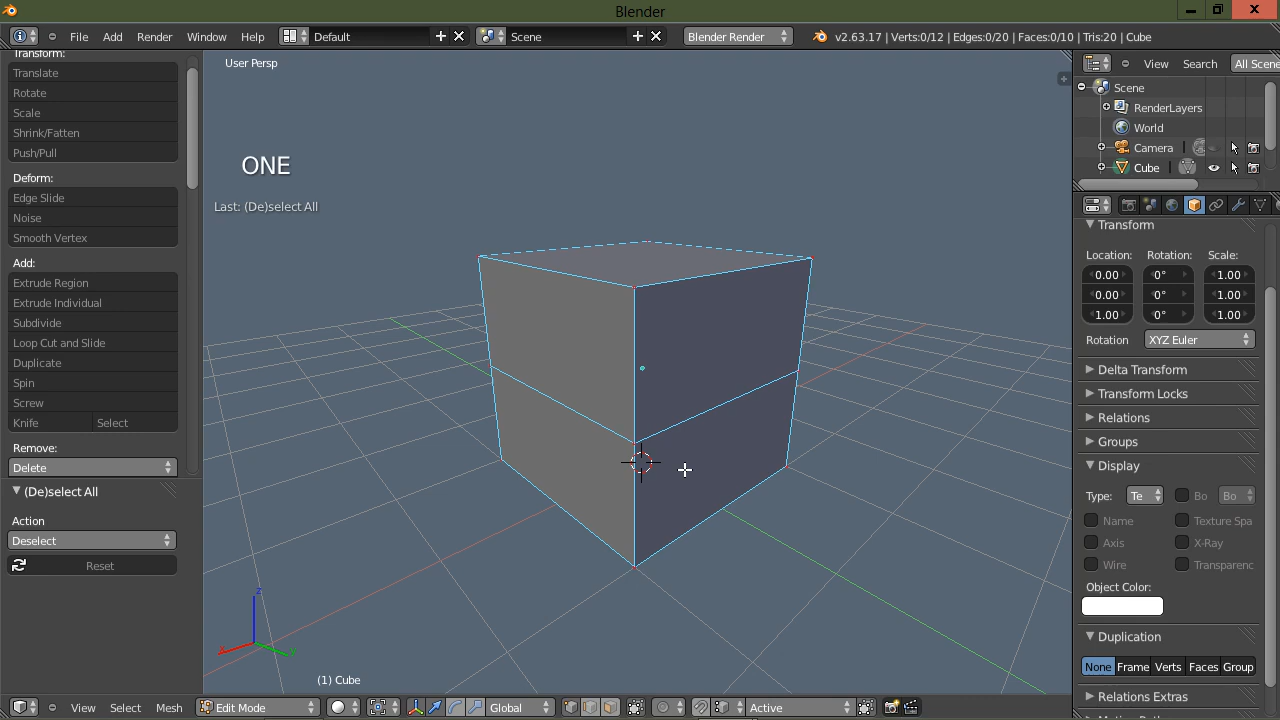 Blender
File Add Render Window Help Default Scene Blender Render v2.63.17 | Verts:0/12 | Edges:0/20 | Faces:0/10 | Tris:20 | Cube
Transform:
Translate
Rotate
Scale
Shrink/Fatten
Push/Pull
Deform:
Edge Slide
Noise
Smooth Vertex
Add:
Extrude Region
Extrude Individual
Subdivide
Loop Cut and Slide
Duplicate
Spin
Screw
Knife Select
Remove:
Delete
(De)select All
Action
Deselect
Reset
User Persp
ONE
Last: (De)select All
z
x
y
(1) Cube
View Select Mesh Edit Mode Global Active
View Search All Scene
Scene
RenderLayers
World
Camera
Cube
Transform
Location: Rotation: Scale:
0.00 0° 1.00
0.00 0° 1.00
1.00 0° 1.00
Rotation XYZ Euler
Delta Transform
Transform Locks
Relations
Groups
Display
Type: Te Bo Bo
Name Texture Spa
Axis X-Ray
Wire Transparenc
Object Color:
Duplication
None Frame Verts Faces Group
Relations Extras